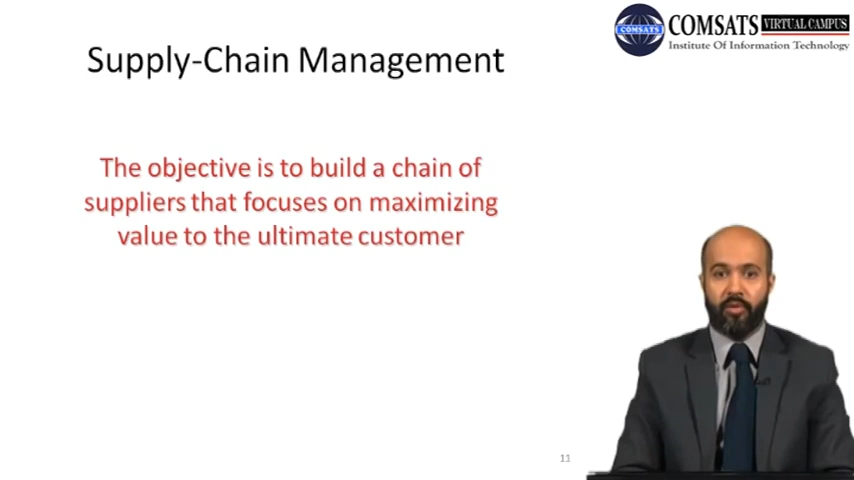 COMSATS VIRTUAL CAMPUS
COMSATS
Institute Of Information Technology
Supply-Chain Management
The objective is to build a chain of
suppliers that focuses on maximizing
value to the ultimate customer
11